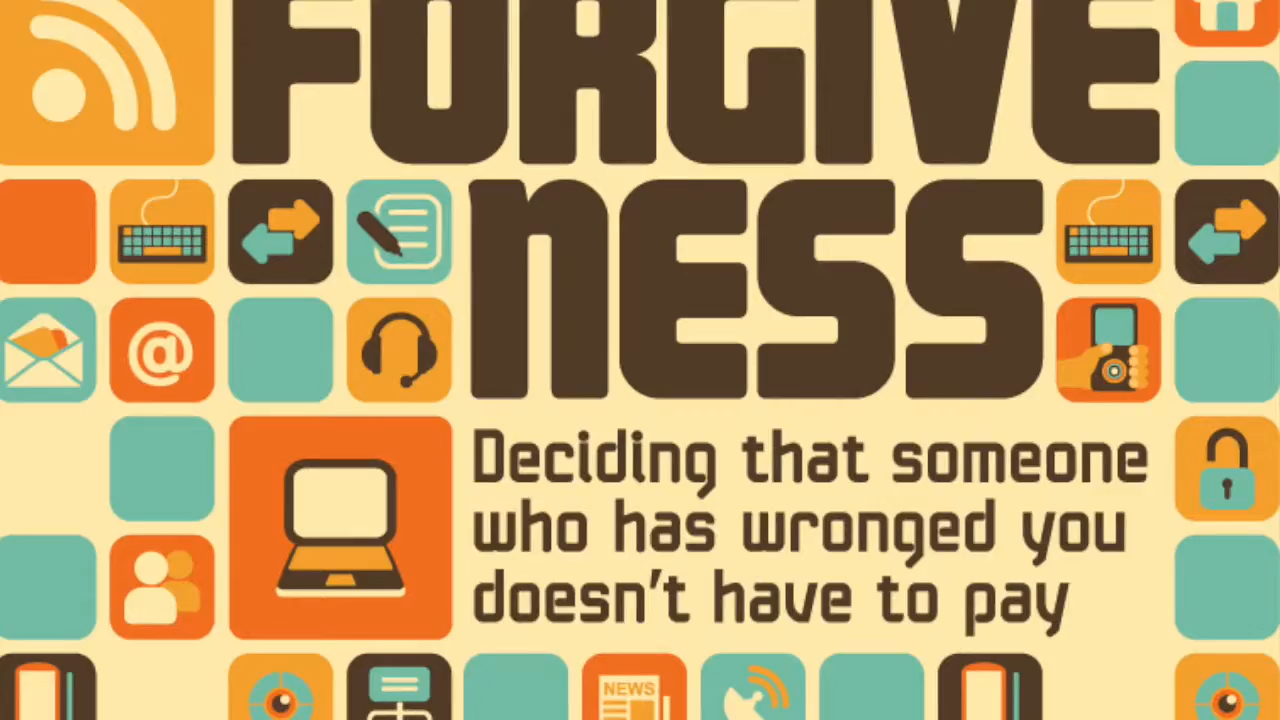 FORGIVE
NESS
@
Deciding that someone
who has wronged you
doesn't have to pay
NEWS